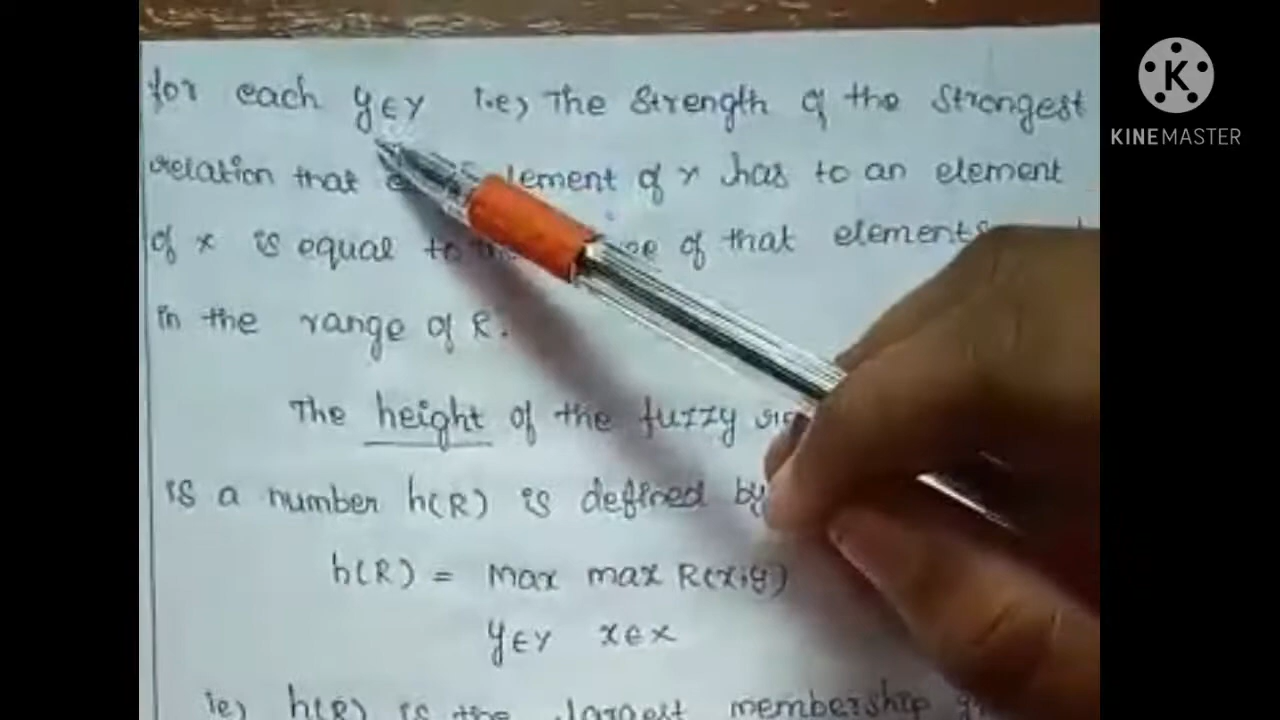 for each y∈Y i.e) The Strength of the Strongest
relation that element of x has to an element
of x is equal to of that elements
in the range of R.
The height of the fuzzy
is a number h(R) is defined by
h(R) = Max max R(x,y)
y∈Y x∈X
ie) h(R) is the largest membership
K
KINEMASTER